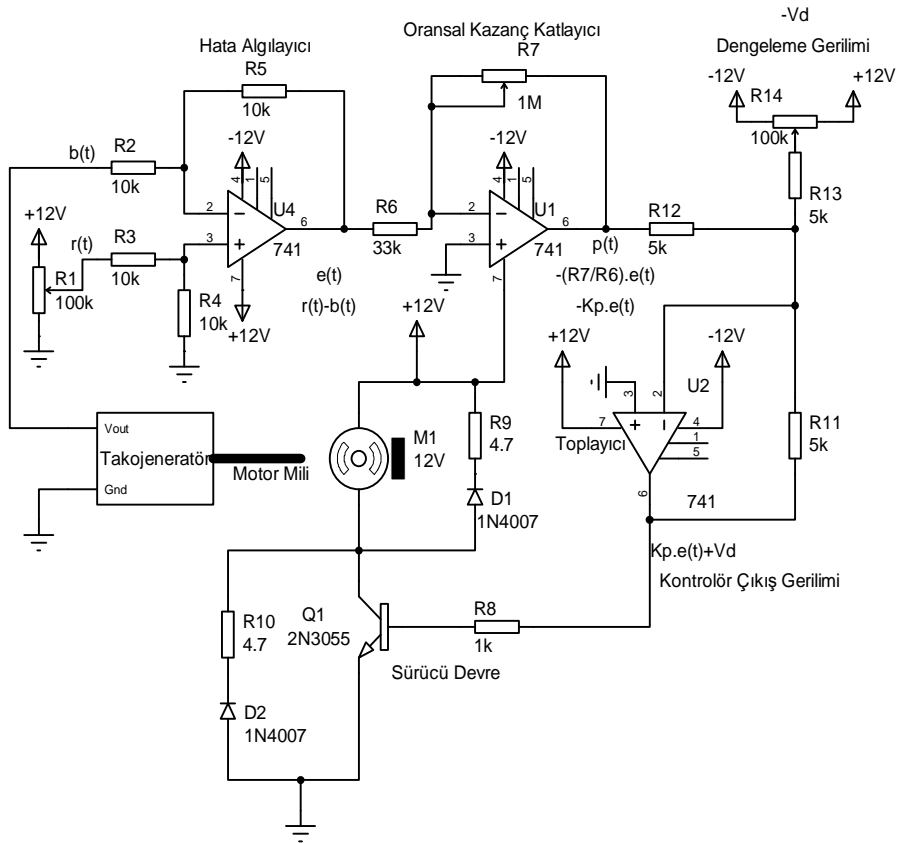 -Vd
Dengeleme Gerilimi
Hata Algılayıcı
Oransal Kazanç Katlayıcı
R5
10k
R7
1M
-12V
+12V
R14
100k
b(t)
R2
10k
-12V
4
1
5
U4
2
3
6
7
741
+12V
+12V
r(t)
R3
10k
R1
100k
R4
10k
e(t)
r(t)-b(t)
R6
33k
-12V
4
1
5
U1
2
3
6
7
741
p(t)
-(R7/R6).e(t)
-Kp.e(t)
R12
5k
R13
5k
+12V
+12V
-12V
U2
3
2
7
4
1
5
6
Toplayıcı
741
R11
5k
Vout
Takojeneratör
Gnd
Motor Mili
M1
12V
R9
4.7
D1
1N4007
Kp.e(t)+Vd
Kontrolör Çıkış Gerilimi
R10
4.7
Q1
2N3055
R8
1k
Sürücü Devre
D2
1N4007